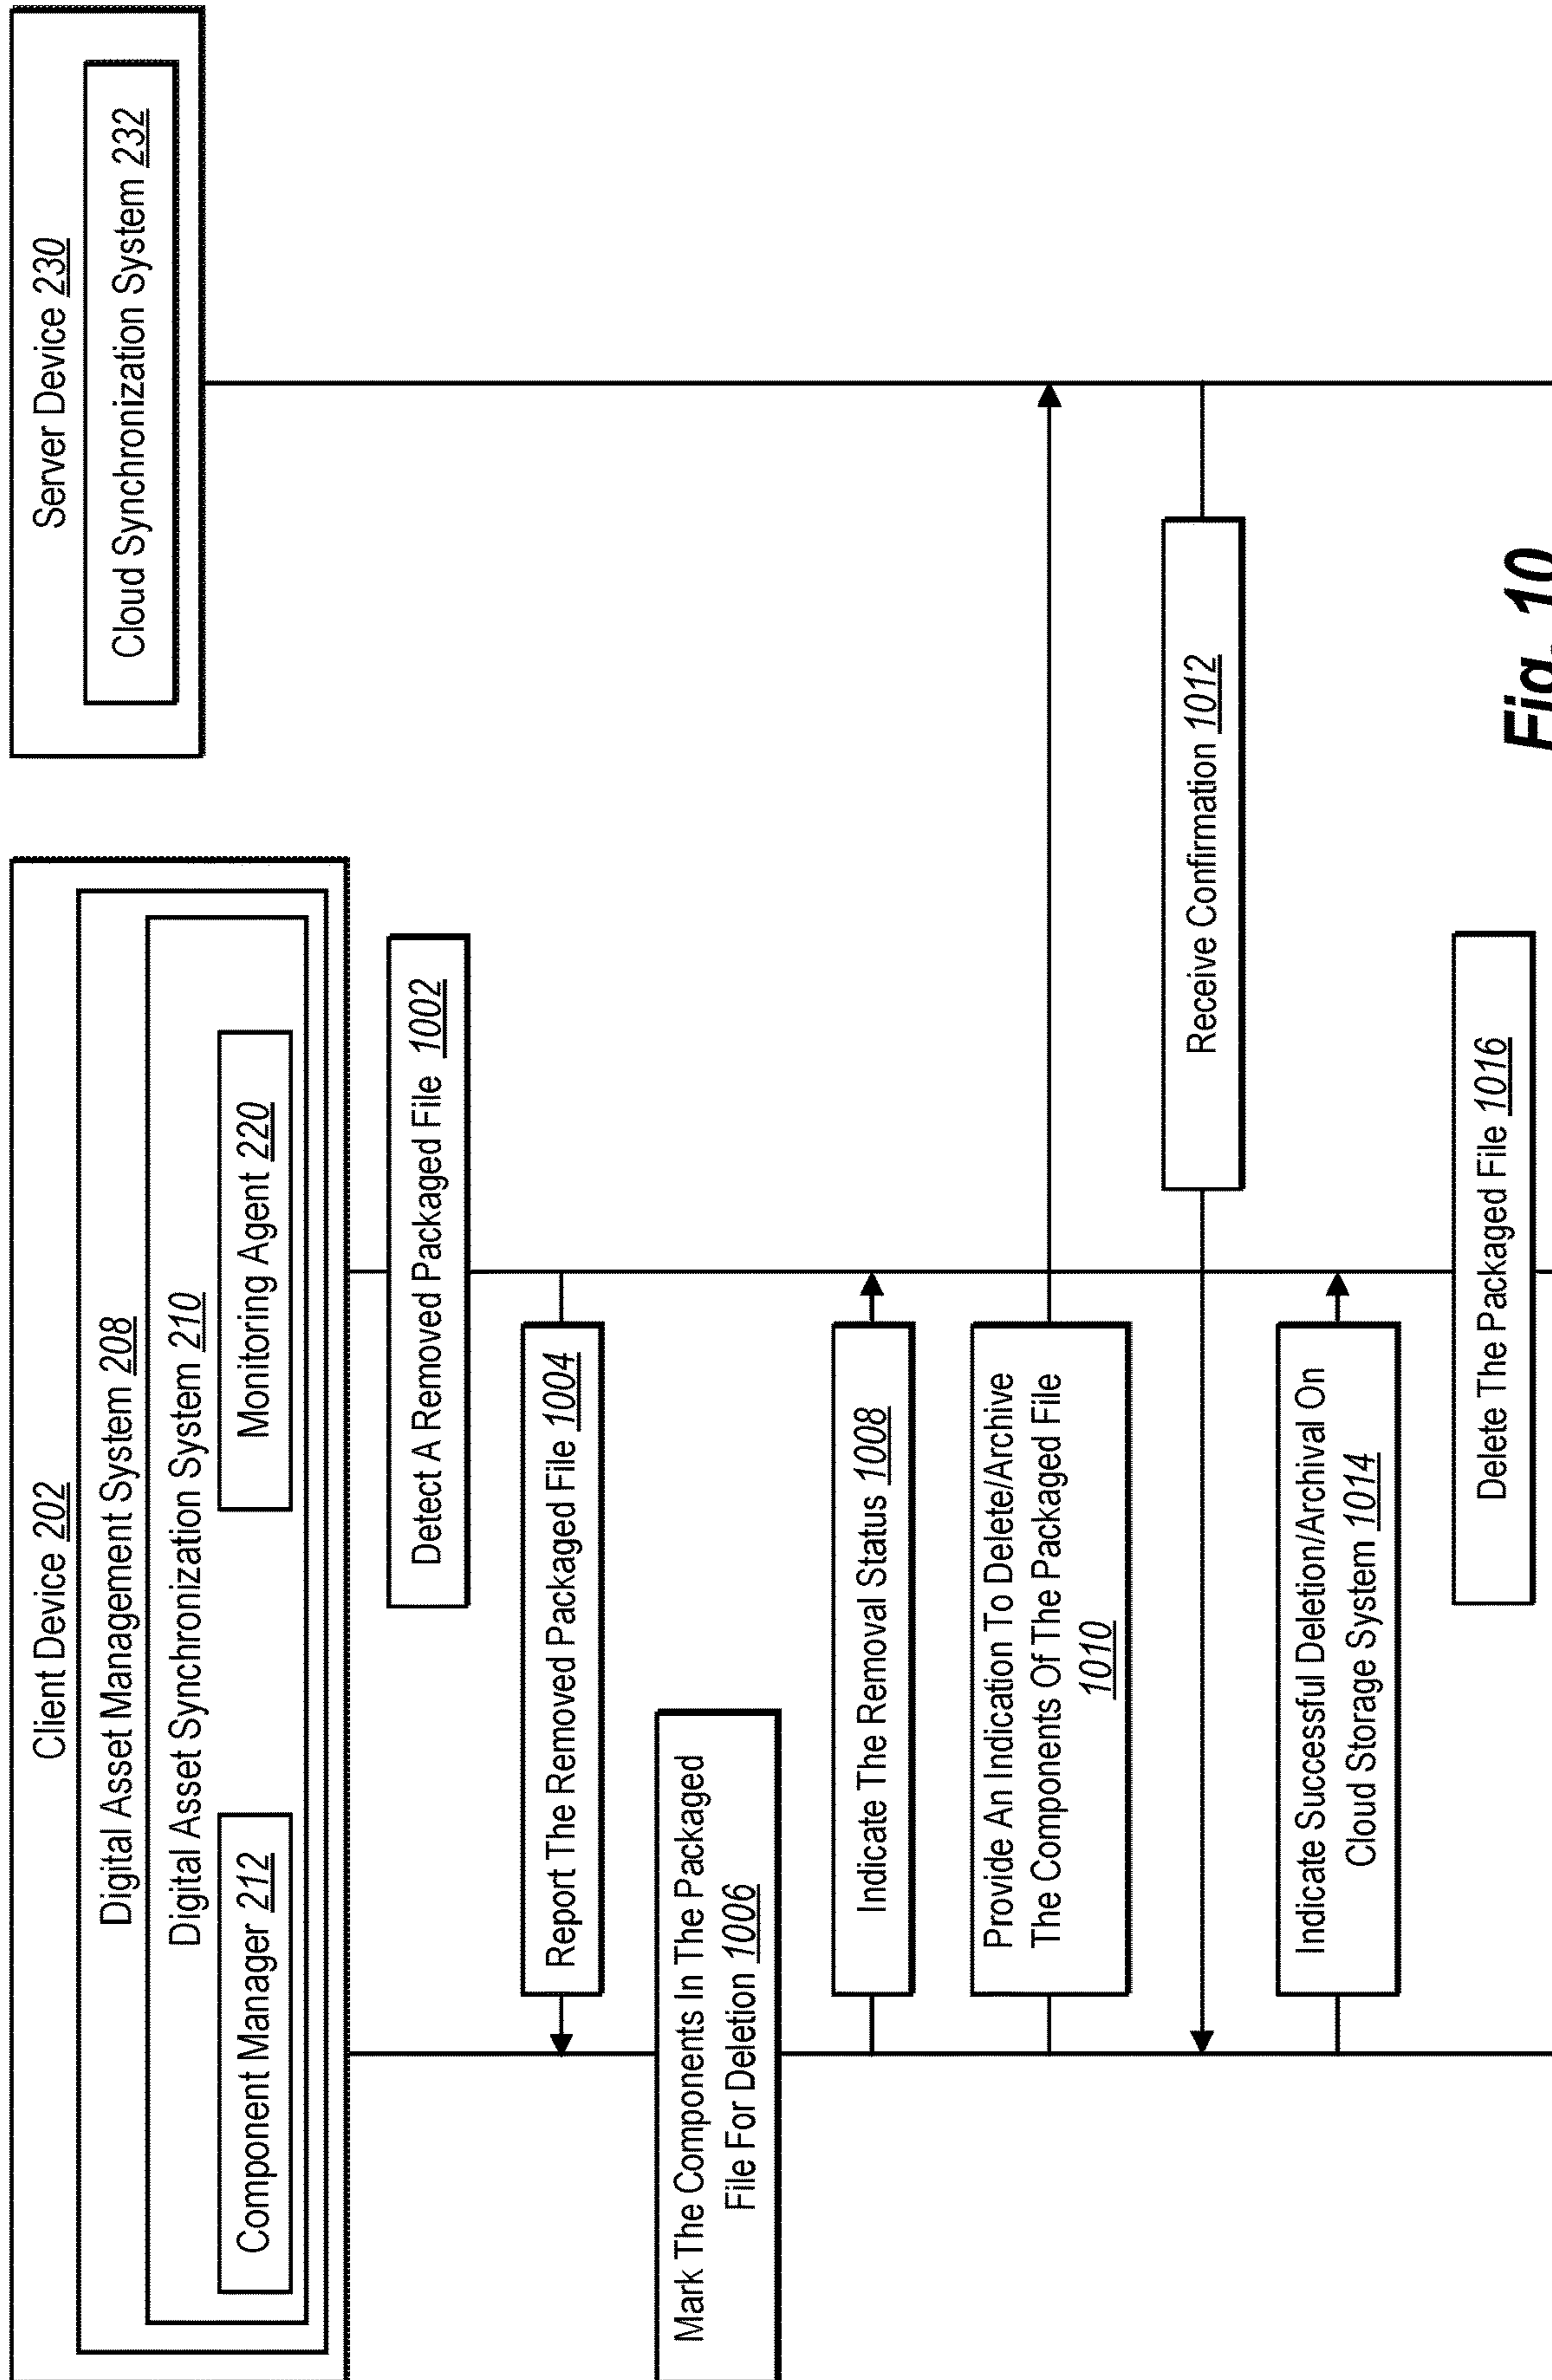 Client Device 202
Digital Asset Management System 208
Digital Asset Synchronization System 210
Component Manager 212
Monitoring Agent 220
Server Device 230
Cloud Synchronization System 232
Detect A Removed Packaged File 1002
Report The Removed Packaged File 1004
Mark The Components In The Packaged
File For Deletion 1006
Indicate The Removal Status 1008
Provide An Indication To Delete/Archive
The Components Of The Packaged File
1010
Receive Confirmation 1012
Indicate Successful Deletion/Archival On
Cloud Storage System 1014
Delete The Packaged File 1016
Fig. 10